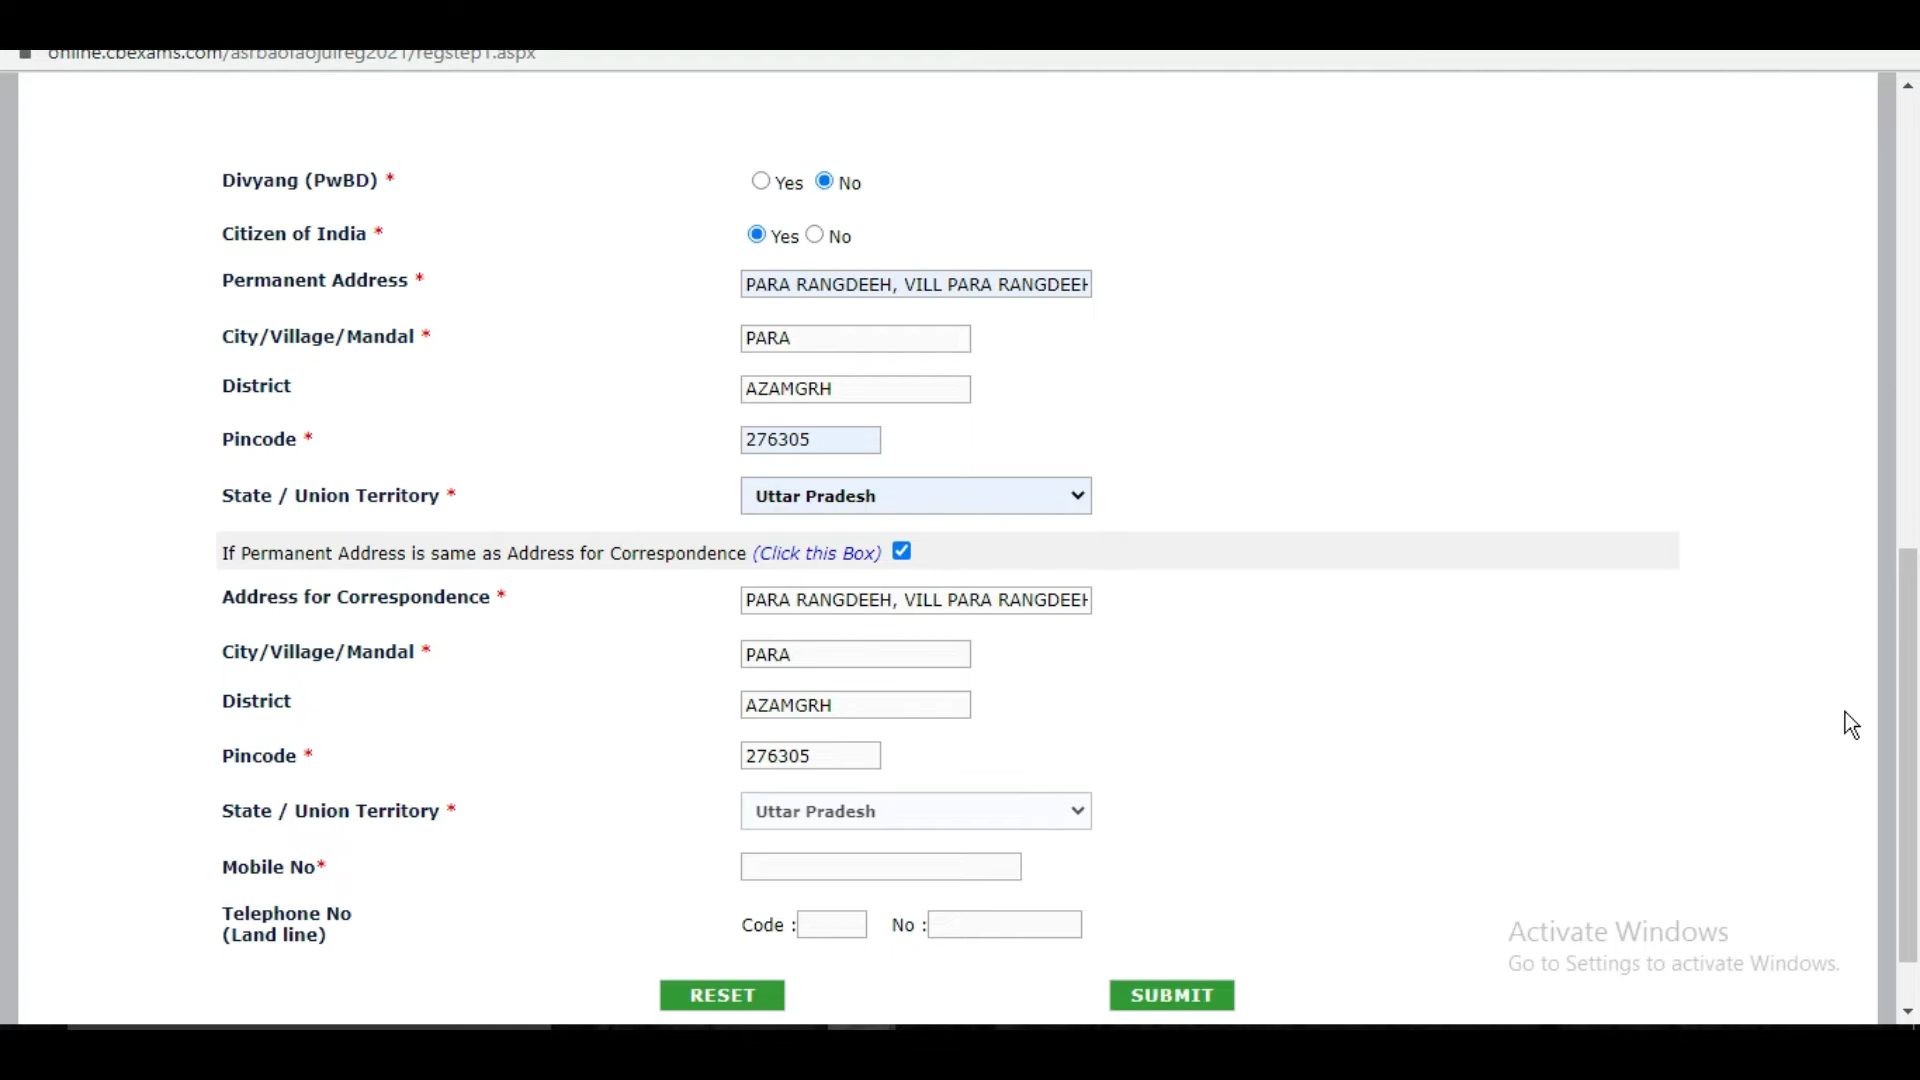 online.cbexams.com/asrbaofaojulreg2021/regstep1.aspx
Divyang (PwBD) *
Yes No
Citizen of India *
Yes No
Permanent Address *
PARA RANGDEEH, VILL PARA RANGDEEH
City/Village/Mandal *
PARA
District
AZAMGRH
Pincode *
276305
State / Union Territory *
Uttar Pradesh
If Permanent Address is same as Address for Correspondence (Click this Box)
Address for Correspondence *
PARA RANGDEEH, VILL PARA RANGDEEH
City/Village/Mandal *
PARA
District
AZAMGRH
Pincode *
276305
State / Union Territory *
Uttar Pradesh
Mobile No*
Telephone No
(Land line)
Code : No :
Activate Windows
Go to Settings to activate Windows.
RESET SUBMIT